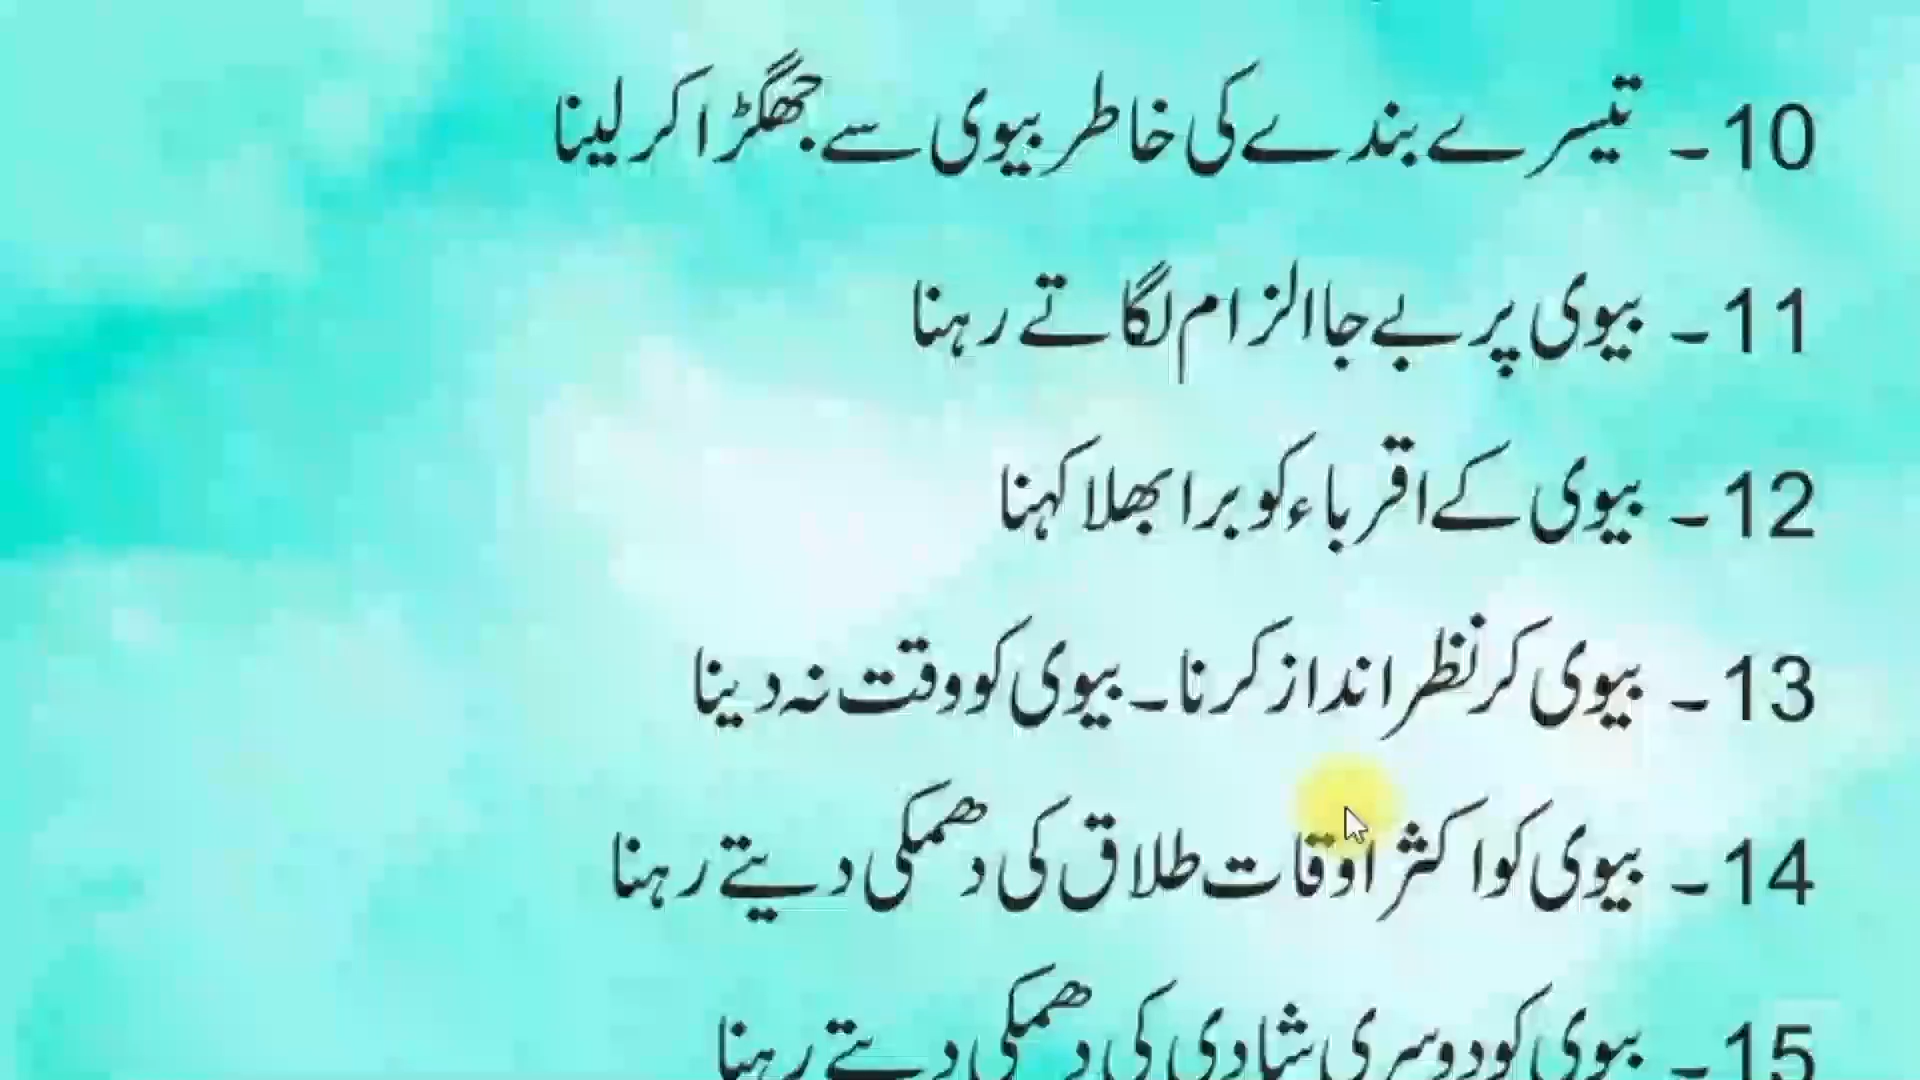 10۔ تیسرے بندے کی خاطر بیوی سے جھگڑا کر لینا
11۔ بیوی پر بے جا الزام لگاتے رہنا
12۔ بیوی کے اقرباء کو برا بھلا کہنا
13۔ بیوی کر نظر انداز کرنا۔ بیوی کو وقت نہ دینا
14۔ بیوی کو اکثر اوقات طلاق کی دھمکی دیتے رہنا
15۔ بیوی کو دوسری شادی کی دھمکی دیتے رہنا